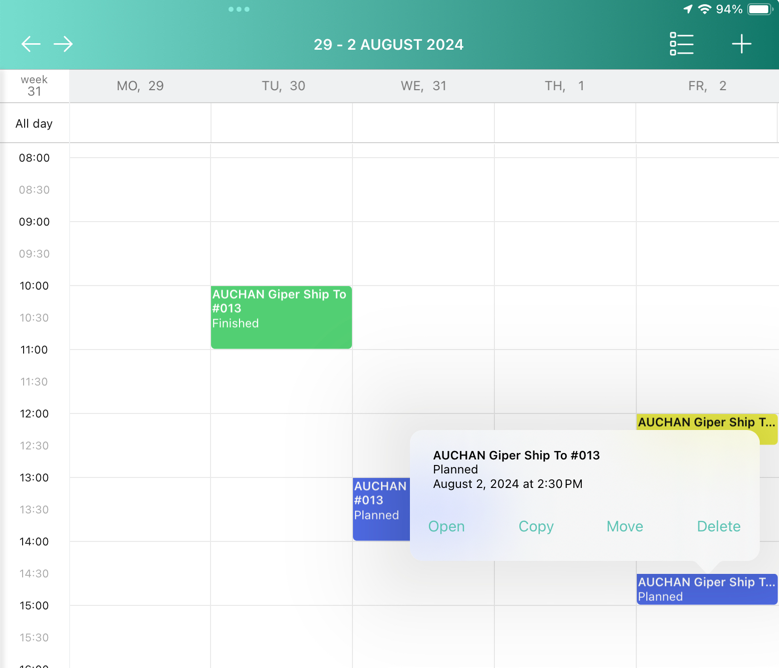 94%
29 - 2 AUGUST 2024
week
31
MO, 29
TU, 30
WE, 31
TH, 1
FR, 2
All day
08:00
08:30
09:00
09:30
10:00
AUCHAN Giper Ship To
#013
Finished
10:30
11:00
11:30
12:00
AUCHAN Giper Ship T...
12:30
AUCHAN Giper Ship To #013
Planned
August 2, 2024 at 2:30 PM
Open
Copy
Move
Delete
13:00
AUCHAN
#013
Planned
13:30
14:00
14:30
AUCHAN Giper Ship T...
Planned
15:00
15:30